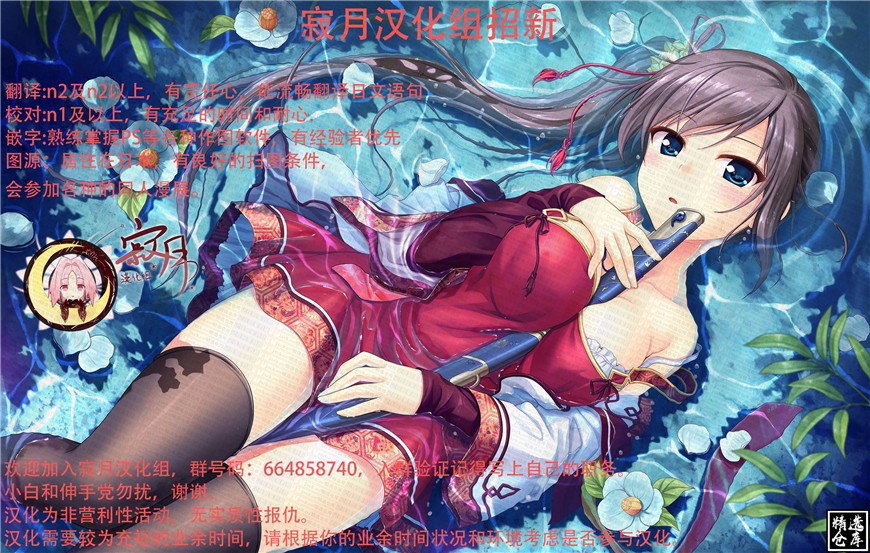 寂月汉化组招新
翻译:n2及n2以上，有责任心，能流畅翻译日文语句
校对:n1及以上，有充足的时间和耐心.
嵌字:熟练掌握PS等各种作图软件，有经验者优先
图源：居住在日本，有良好的扫图条件，
会参加各种的同人漫展。
寂月
汉化组
欢迎加入寂月汉化组，群号码：664858740，入群验证记得写上自己的职务。
小白和伸手党勿扰，谢谢
汉化为非营利性活动，无实质性报仇。
汉化需要较为充裕的业余时间，请根据你的业余时间状况和环境考虑是否参与汉化.
精选
仓库